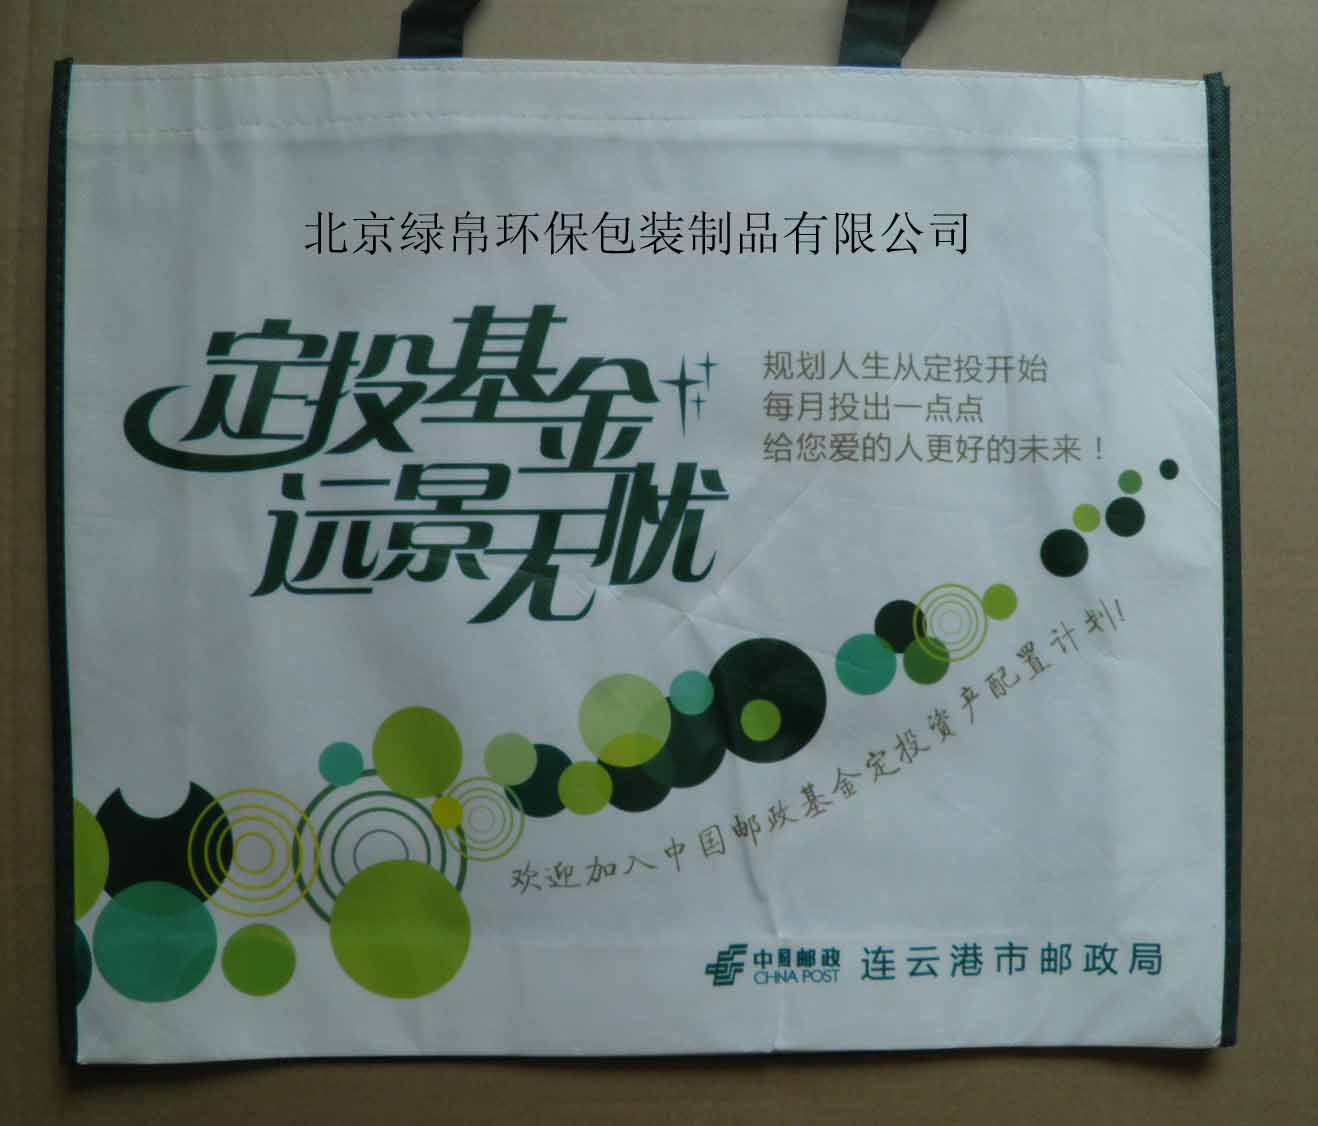 北京绿帛环保包装制品有限公司
定投基金
远景无忧
规划人生从定投开始
每月投出一点点
给您爱的人更好的未来！
欢迎加入中国邮政基金定投资产配置计划!
中国邮政
CHINA POST
连云港市邮政局